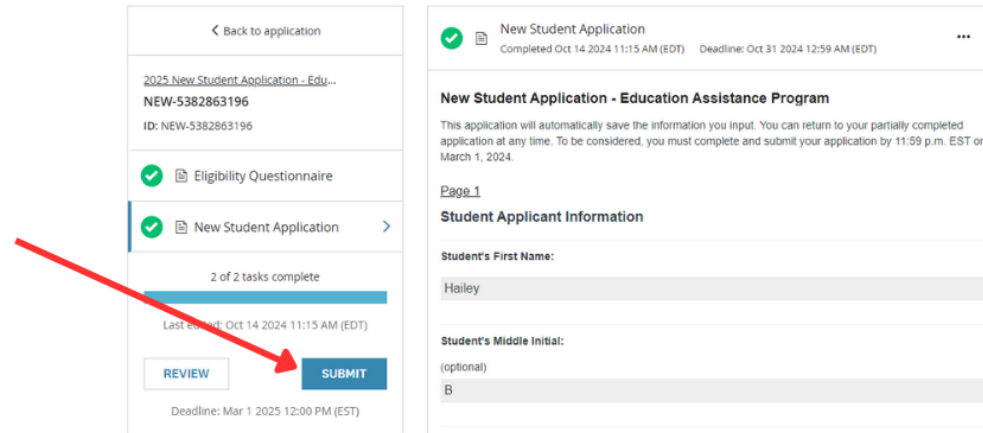 Back to application
2025 New Student Application - Edu...
NEW-5382863196
ID: NEW-5382863196
Eligibility Questionnaire
New Student Application
2 of 2 tasks complete
Last edited: Oct 14 2024 11:15 AM (EDT)
REVIEW
SUBMIT
Deadline: Mar 1 2025 12:00 PM (EST)
New Student Application
Completed Oct 14 2024 11:15 AM (EDT) Deadline: Oct 31 2024 12:59 AM (EDT)
...
New Student Application - Education Assistance Program
This application will automatically save the information you input. You can return to your partially completed
application at any time. To be considered, you must complete and submit your application by 11:59 p.m. EST on
March 1, 2024.
Page 1
Student Applicant Information
Student's First Name:
Hailey
Student's Middle Initial:
(optional)
B